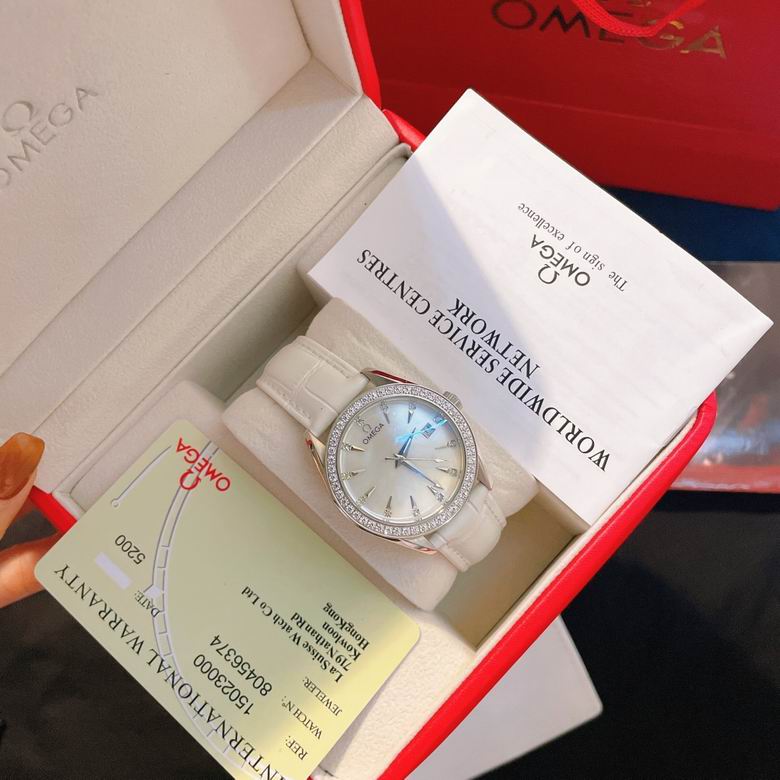 Ω
OMEGA
OMEGA
Ω
OMEGA
The sign of excellence
WORLDWIDE SERVICE CENTRES
NETWORK
Ω
OMEGA
Ω
OMEGA
INTERNATIONAL WARRANTY
REF: 15023000
WATCH Nº: 80456374
JEWELER:
La Suisse Watch Co Ltd
719 Nathan Rd
Kowloon
HongKong
DATE: 5200